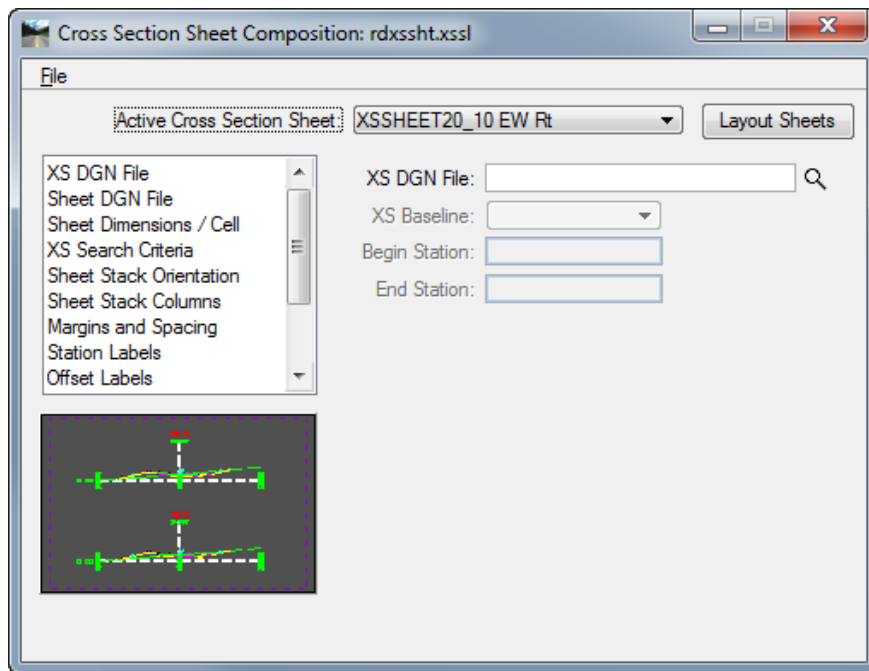 Cross Section Sheet Composition: rdxssht.xssl
File
Active Cross Section Sheet: XSSHEET20_10 EW Rt Layout Sheets
XS DGN File
Sheet DGN File
Sheet Dimensions / Cell
XS Search Criteria
Sheet Stack Orientation
Sheet Stack Columns
Margins and Spacing
Station Labels
Offset Labels
XS DGN File:
XS Baseline:
Begin Station:
End Station: